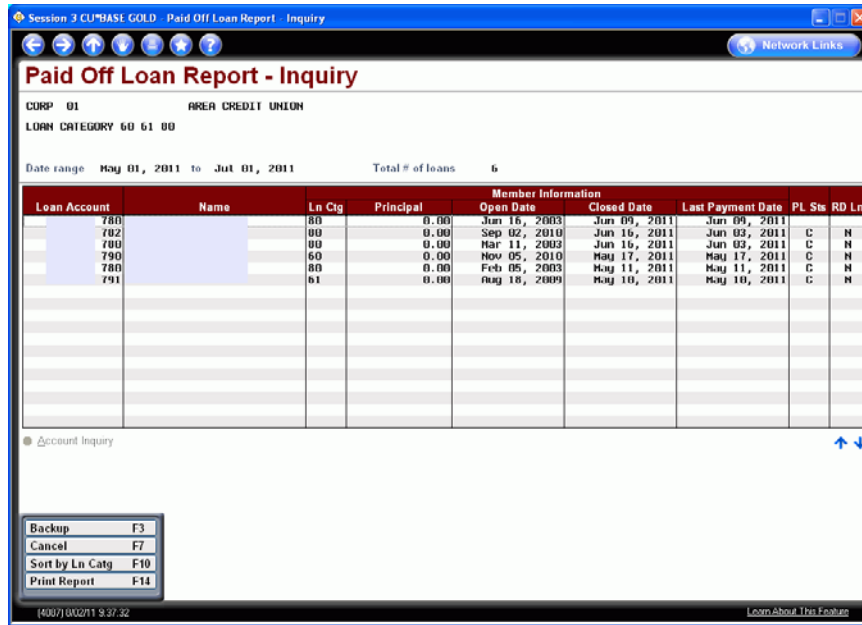 Session 3 CU*BASE GOLD - Paid Off Loan Report - Inquiry
Network Links
Paid Off Loan Report - Inquiry
CORP 01 AREA CREDIT UNION
LOAN CATEGORY 60 61 80
Date range May 01, 2011 to Jul 01, 2011 Total # of loans 6
Member Information
Loan Account Name Ln Ctg Principal Open Date Closed Date Last Payment Date PL Sts RD Ln
780 80 0.00 Jun 16, 2003 Jun 09, 2011 Jun 09, 2011
782 80 0.00 Sep 02, 2010 Jun 16, 2011 Jun 03, 2011 C N
780 80 0.00 Mar 11, 2003 Jun 16, 2011 Jun 03, 2011 C N
790 60 0.00 Nov 05, 2010 May 17, 2011 May 17, 2011 C N
780 80 0.00 Feb 05, 2003 May 11, 2011 May 11, 2011 C N
791 61 0.00 Aug 18, 2009 May 10, 2011 May 10, 2011 C N
Account Inquiry
Backup F3
Cancel F7
Sort by Ln Catg F10
Print Report F14
(4087) 8/02/11 9.37.32 Learn About This Feature